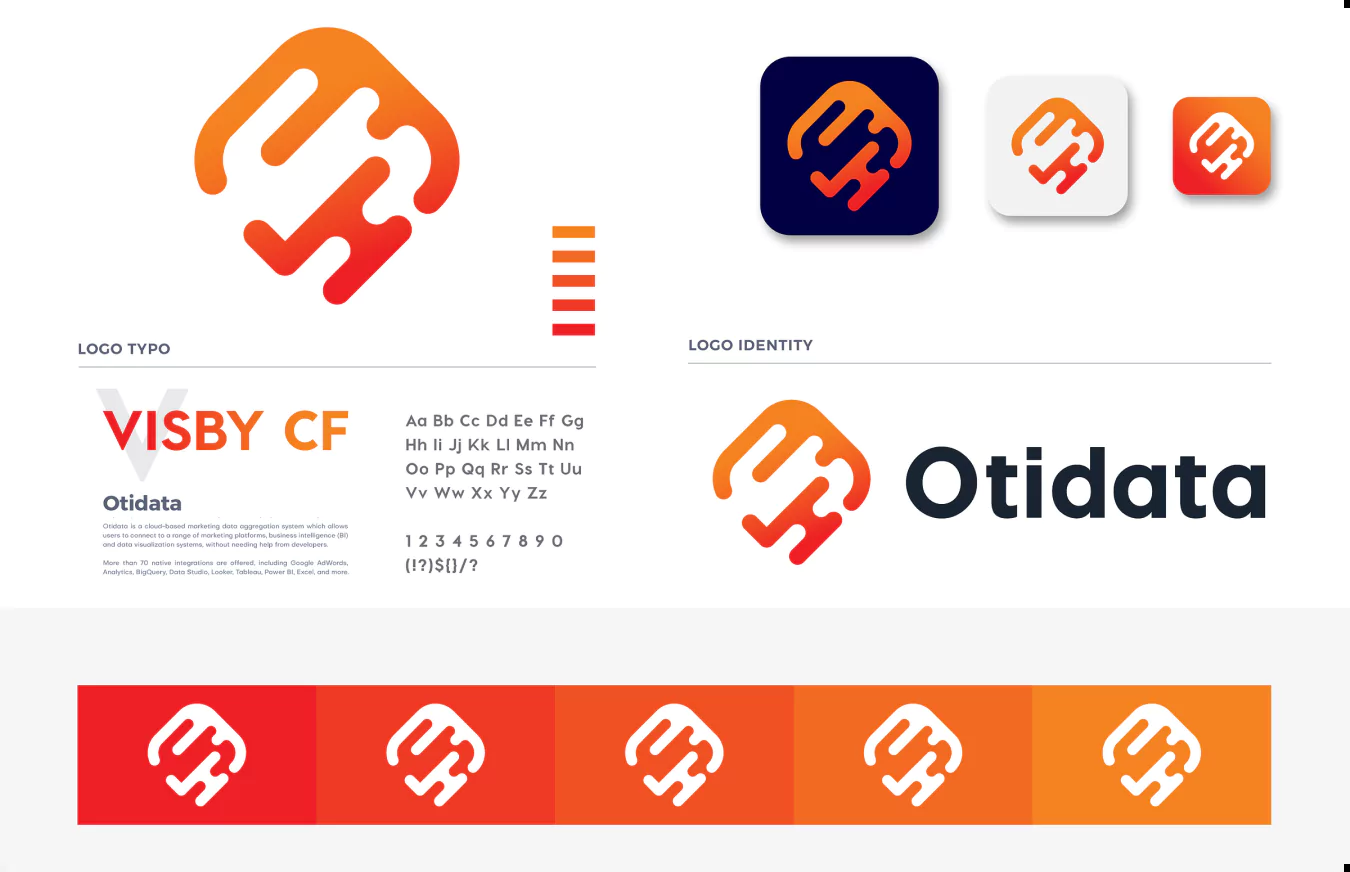 LOGO TYPO
VISBY CF
Otidata
Otidata is a cloud-based marketing data aggregation system which allows
users to connect to a range of marketing platforms, business intelligence (BI)
and data visualization systems, without needing help from developers.
More than 70 native integrations are offered, including Google AdWords,
Analytics, BigQuery, Data Studio, Looker, Tableau, Power BI, Excel, and more.
Aa Bb Cc Dd Ee Ff Gg
Hh Ii Jj Kk Ll Mm Nn
Oo Pp Qq Rr Ss Tt Uu
Vv Ww Xx Yy Zz
1 2 3 4 5 6 7 8 9 0
(!?)${}/?
LOGO IDENTITY
Otidata